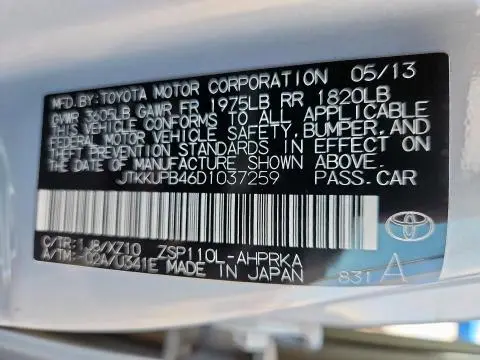 MFD.BY:TOYOTA MOTOR CORPORATION 05/13
GVWR 3605LB GAWR FR 1975LB RR 1820LB
THIS VEHICLE CONFORMS TO ALL APPLICABLE
FEDERAL MOTOR VEHICLE SAFETY, BUMPER, AND
THEFT PREVENTION STANDARDS IN EFFECT ON
THE DATE OF MANUFACTURE SHOWN ABOVE.
JTKKUPB46D1037259 PASS.CAR
C/TR:1J8/XZ10 ZSP110L-AHPRKA
A/TM:-02A/U341E MADE IN JAPAN
831 A
TOYOTA